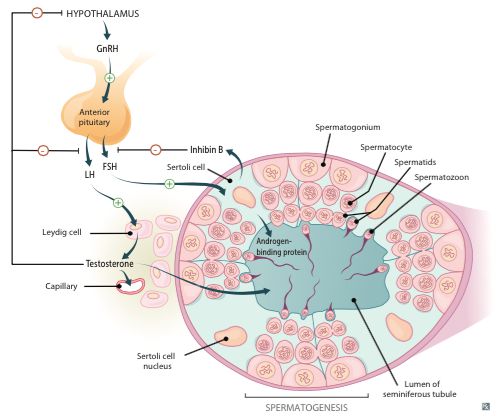 HYPOTHALAMUS
GnRH
Anterior
pituitary
LH
FSH
Inhibin B
Sertoli cell
Spermatogonium
Spermatocyte
Spermatids
Spermatozoon
Leydig cell
Androgen-
binding protein
Testosterone
Capillary
Sertoli cell
nucleus
Lumen of
seminiferous tubule
SPERMATOGENESIS